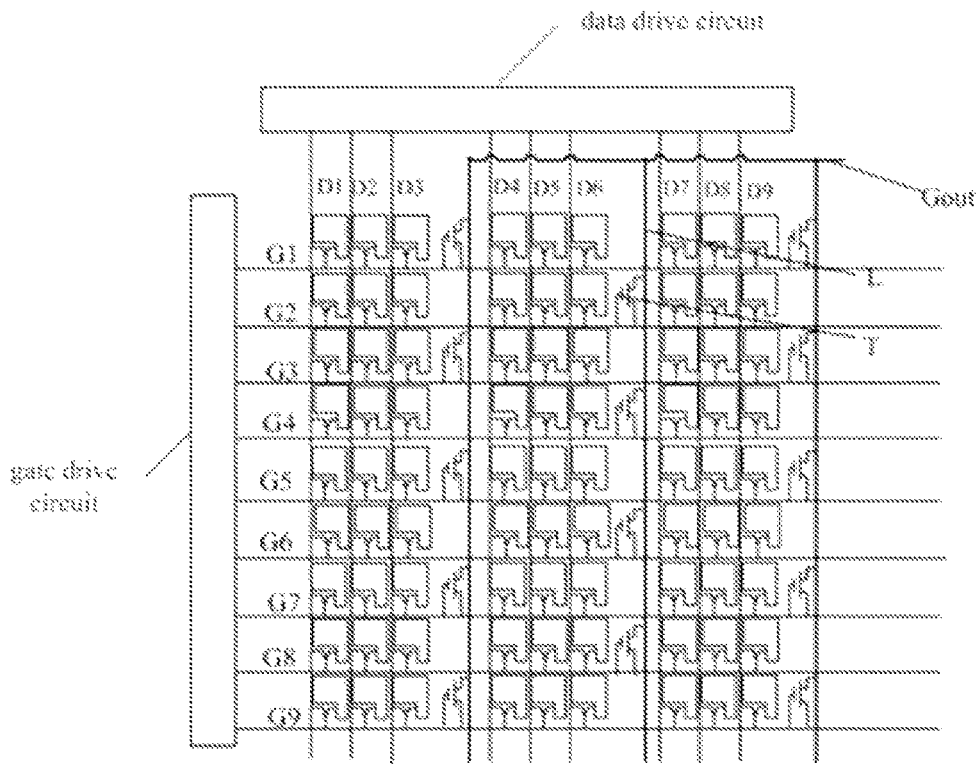 data drive circuit
D1 D2 D3 D4 D5 D6 D7 D8 D9
Gout
G1
L
G2
T
G3
G4
gate drive
circuit
G5
G6
G7
G8
G9